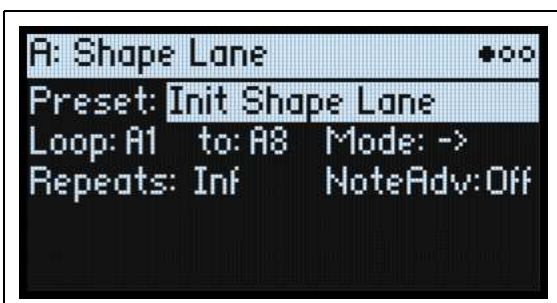 A: Shape Lane
Preset: Init Shape Lane
Loop: A1 to: A8 Mode: ->
Repeats: Inf NoteAdv:Off